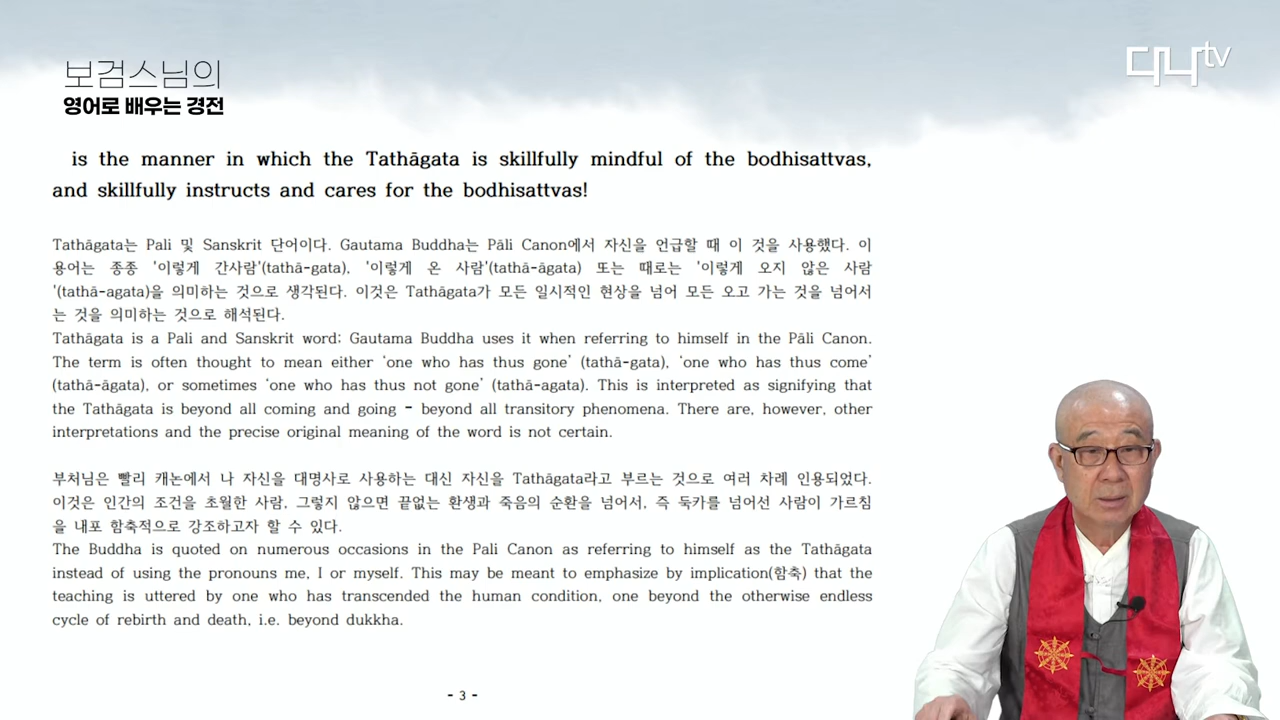 보검스님의
영어로 배우는 경전
다나tv
is the manner in which the Tathāgata is skillfully mindful of the bodhisattvas,
and skillfully instructs and cares for the bodhisattvas!
Tathāgata는 Pali 및 Sanskrit 단어이다. Gautama Buddha는 Pāli Canon에서 자신을 언급할 때 이 것을 사용했다. 이
용어는 종종 '이렇게 간사람'(tathā-gata), '이렇게 온 사람'(tathā-āgata) 또는 때로는 '이렇게 오지 않은 사람
'(tathā-agata)을 의미하는 것으로 생각된다. 이것은 Tathāgata가 모든 일시적인 현상을 넘어 모든 오고 가는 것을 넘어서
는 것을 의미하는 것으로 해석된다.
Tathāgata is a Pali and Sanskrit word; Gautama Buddha uses it when referring to himself in the Pāli Canon.
The term is often thought to mean either ‘one who has thus gone’ (tathā-gata), ‘one who has thus come’
(tathā-āgata), or sometimes ‘one who has thus not gone’ (tathā-agata). This is interpreted as signifying that
the Tathāgata is beyond all coming and going – beyond all transitory phenomena. There are, however, other
interpretations and the precise original meaning of the word is not certain.
부처님은 빨리 캐논에서 나 자신을 대명사로 사용하는 대신 자신을 Tathāgata라고 부르는 것으로 여러 차례 인용되었다.
이것은 인간의 조건을 초월한 사람, 그렇지 않으면 끝없는 환생과 죽음의 순환을 넘어서, 즉 둑카를 넘어선 사람이 가르침
을 내포 함축적으로 강조하고자 할 수 있다.
The Buddha is quoted on numerous occasions in the Pali Canon as referring to himself as the Tathāgata
instead of using the pronouns me, I or myself. This may be meant to emphasize by implication(함축) that the
teaching is uttered by one who has transcended the human condition, one beyond the otherwise endless
cycle of rebirth and death, i.e. beyond dukkha.
- 3 -